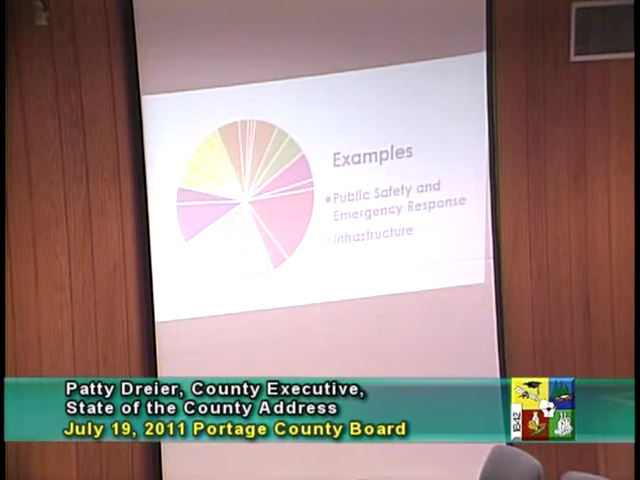 Examples
Public Safety and
Emergency Response
Infrastructure
Patty Dreier, County Executive,
State of the County Address
July 19, 2011 Portage County Board
1842